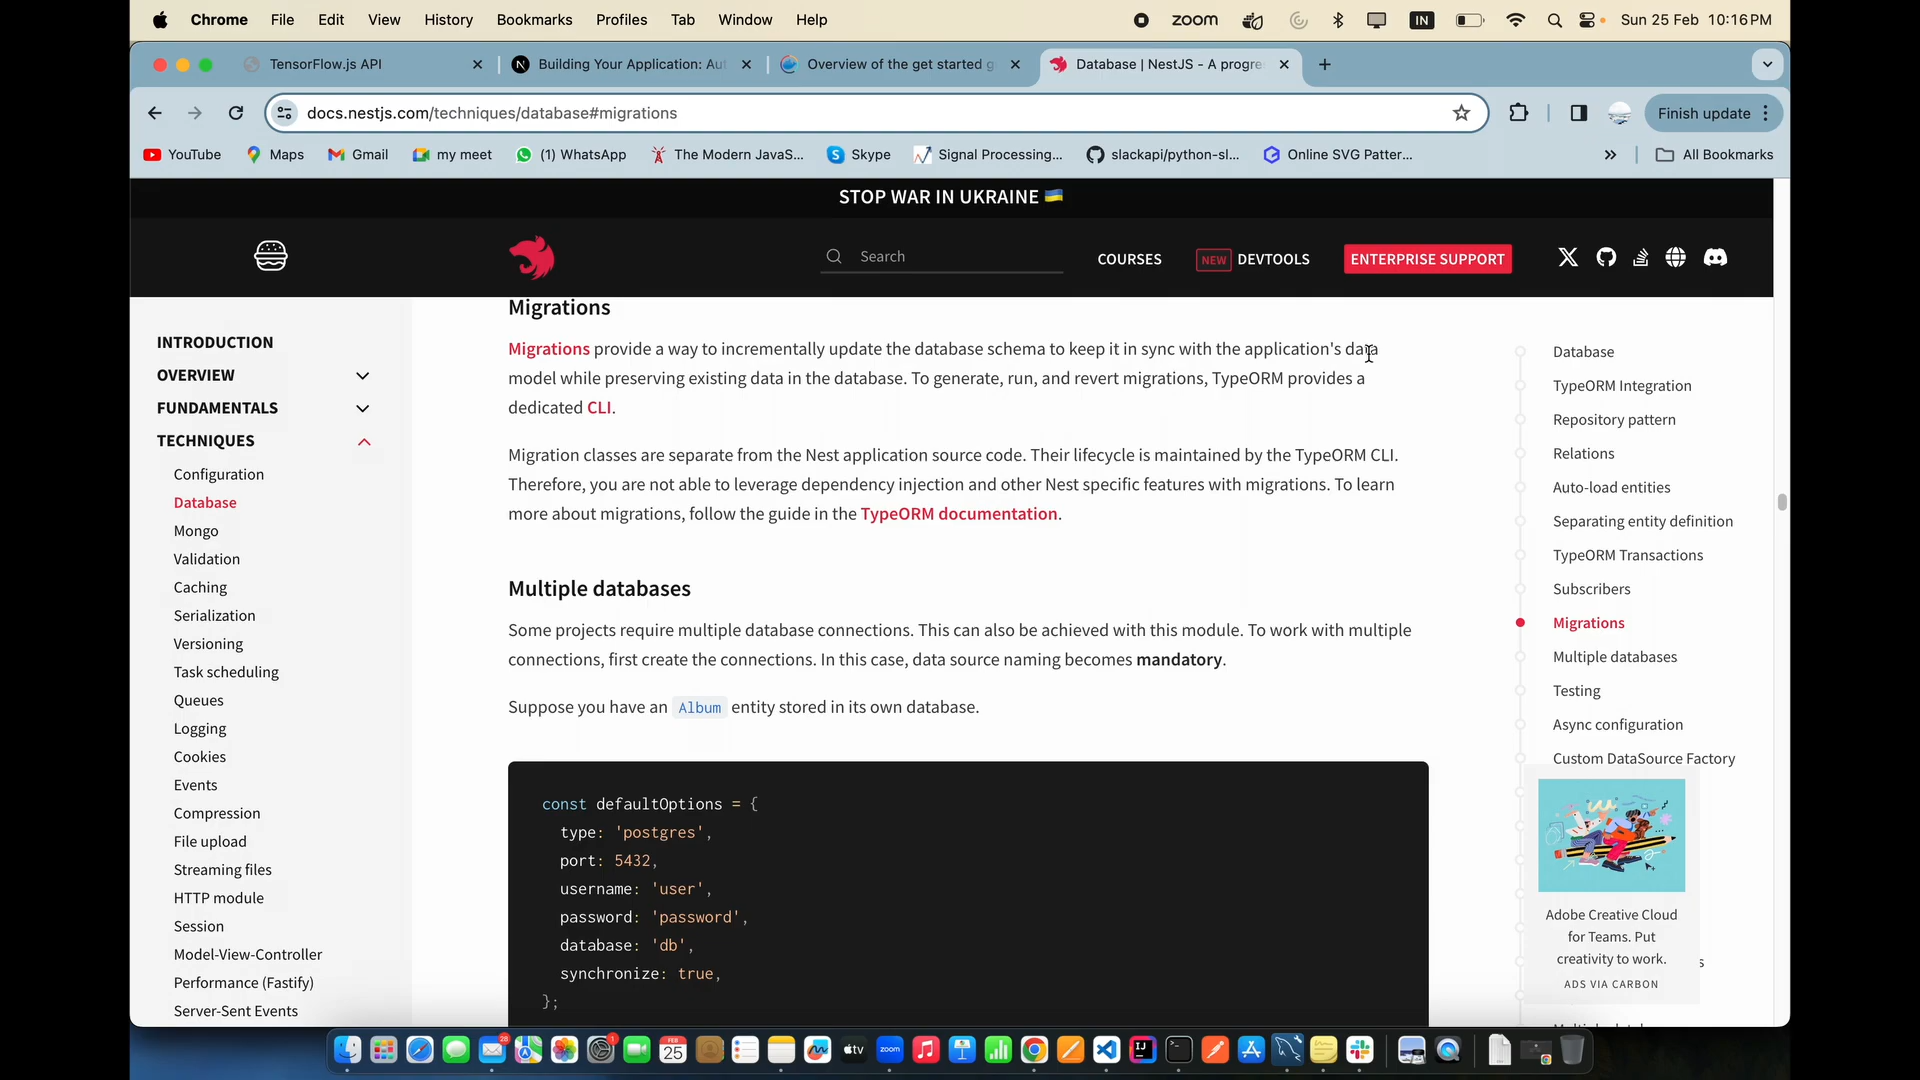 Chrome File Edit View History Bookmarks Profiles Tab Window Help
zoom IN Sun 25 Feb 10:16 PM
TensorFlow.js API
Building Your Application: Au
Overview of the get started g
Database | NestJS - A progre
docs.nestjs.com/techniques/database#migrations
Finish update
YouTube Maps Gmail my meet (1) WhatsApp The Modern JavaS... Skype Signal Processing... slackapi/python-sl... Online SVG Patter... » All Bookmarks
STOP WAR IN UKRAINE
Search
COURSES
NEW DEVTOOLS
ENTERPRISE SUPPORT
INTRODUCTION
OVERVIEW
FUNDAMENTALS
TECHNIQUES
Configuration
Database
Mongo
Validation
Caching
Serialization
Versioning
Task scheduling
Queues
Logging
Cookies
Events
Compression
File upload
Streaming files
HTTP module
Session
Model-View-Controller
Performance (Fastify)
Server-Sent Events
Migrations
Migrations provide a way to incrementally update the database schema to keep it in sync with the application's data
model while preserving existing data in the database. To generate, run, and revert migrations, TypeORM provides a
dedicated CLI.
Migration classes are separate from the Nest application source code. Their lifecycle is maintained by the TypeORM CLI.
Therefore, you are not able to leverage dependency injection and other Nest specific features with migrations. To learn
more about migrations, follow the guide in the TypeORM documentation.
Multiple databases
Some projects require multiple database connections. This can also be achieved with this module. To work with multiple
connections, first create the connections. In this case, data source naming becomes mandatory.
Suppose you have an Album entity stored in its own database.
const defaultOptions = {
type: 'postgres',
port: 5432,
username: 'user',
password: 'password',
database: 'db',
synchronize: true,
};
Database
TypeORM Integration
Repository pattern
Relations
Auto-load entities
Separating entity definition
TypeORM Transactions
Subscribers
Migrations
Multiple databases
Testing
Async configuration
Custom DataSource Factory
Adobe Creative Cloud
for Teams. Put
creativity to work.
ADS VIA CARBON
s
28
1
FEB
25
tv
zoom
IJ